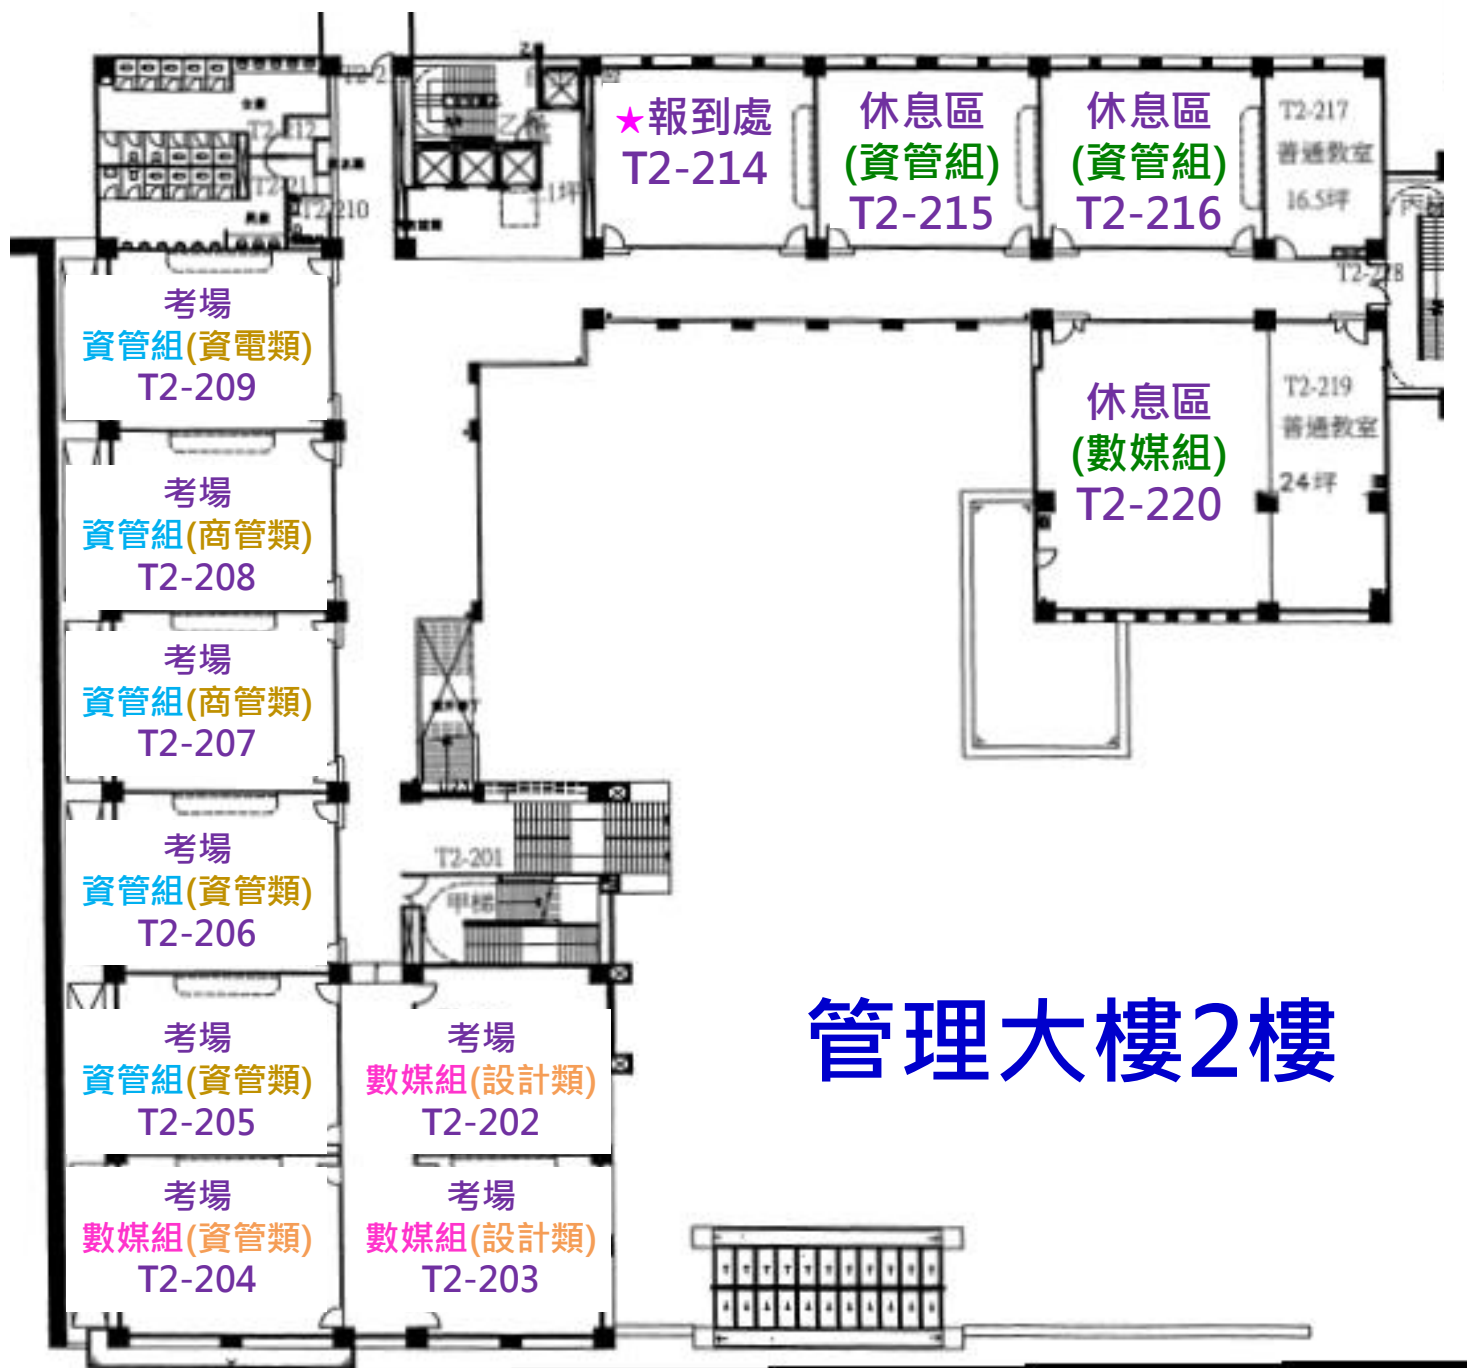 ★報到處
T2-214
休息區
(資管組)
T2-215
休息區
(資管組)
T2-216
T2-217
普通教室
16.5坪
T2-210
T2-218
考場
資管組(資電類)
T2-209
休息區
(數媒組)
T2-220
T2-219
普通教室
24坪
考場
資管組(商管類)
T2-208
考場
資管組(商管類)
T2-207
考場
資管組(資管類)
T2-206
T2-201
甲梯
考場
資管組(資管類)
T2-205
考場
數媒組(設計類)
T2-202
管理大樓2樓
考場
數媒組(資管類)
T2-204
考場
數媒組(設計類)
T2-203